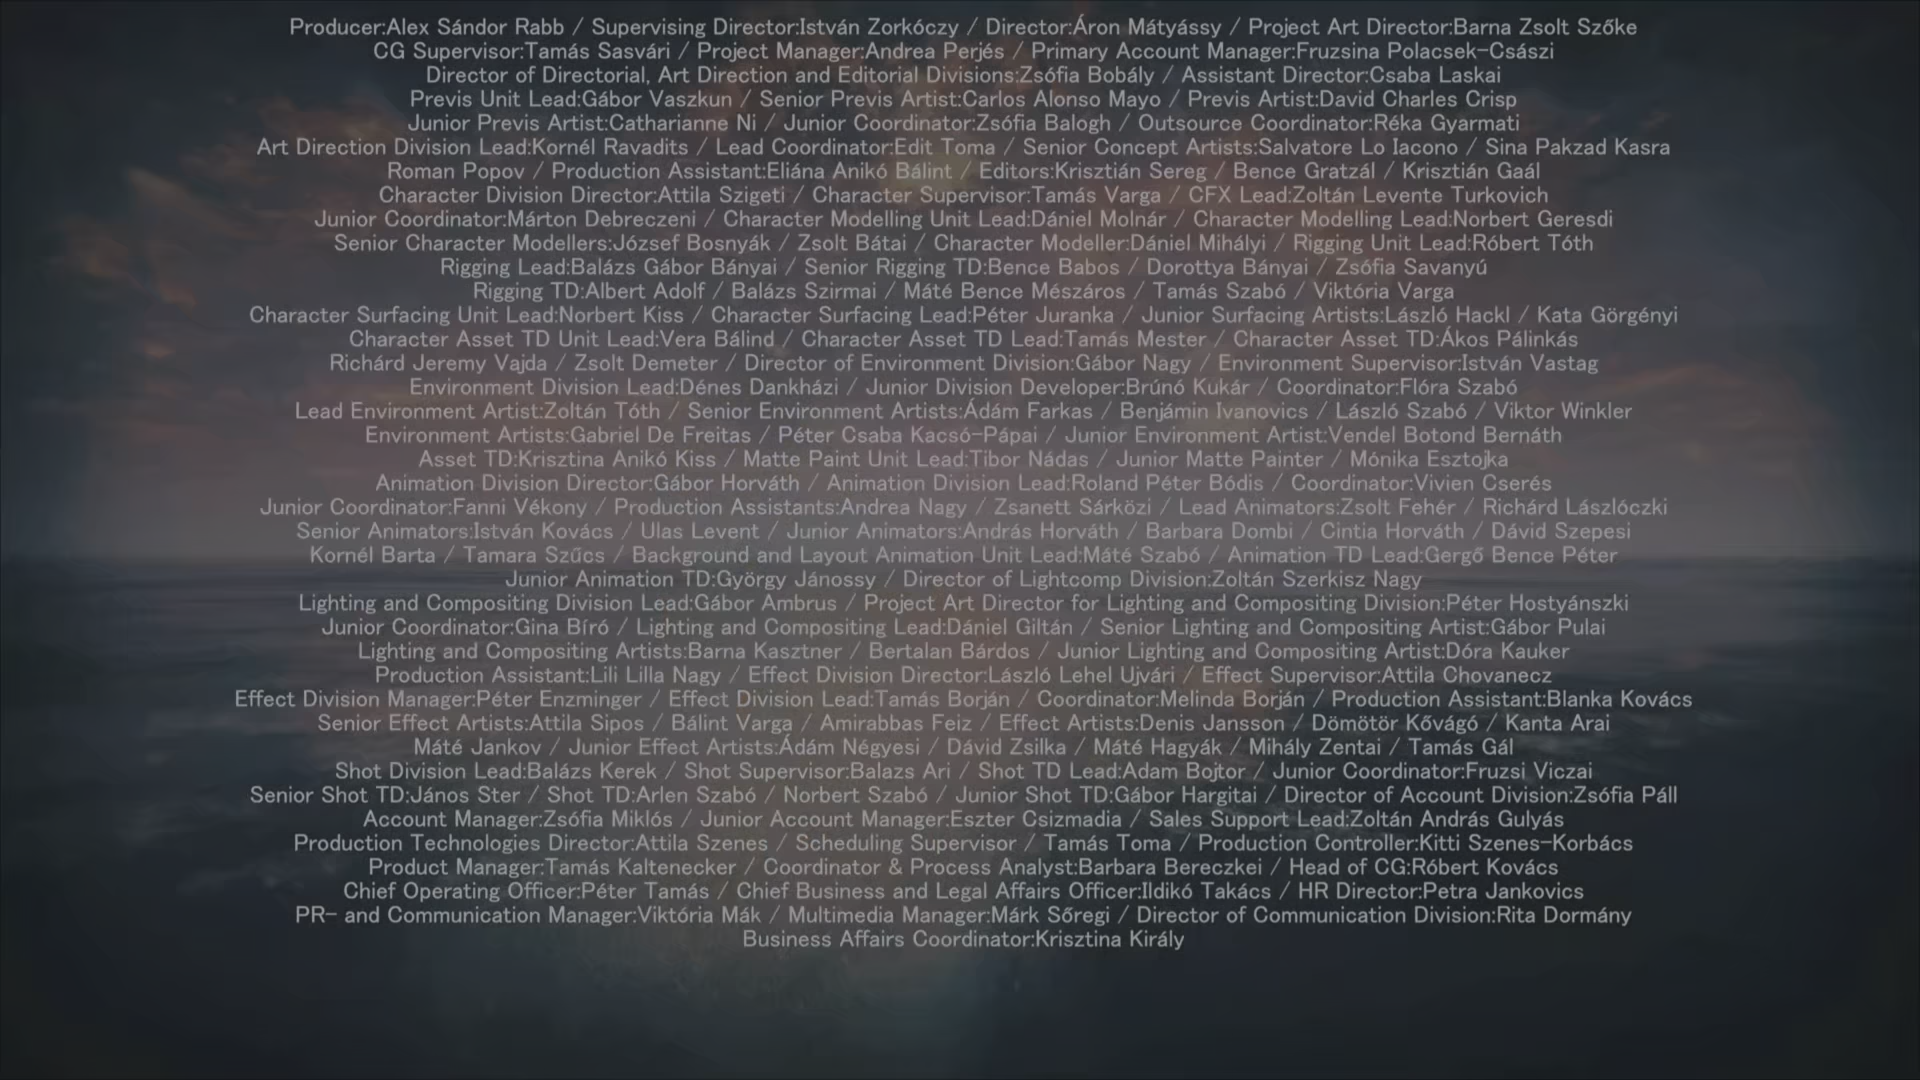 Producer:Alex Sándor Rabb / Supervising Director:István Zorkóczy / Director:Áron Mátyássy / Project Art Director:Barna Zsolt Szőke
CG Supervisor:Tamás Sasvári / Project Manager:Andrea Perjés / Primary Account Manager:Fruzsina Polacsek-Császi
Director of Directorial, Art Direction and Editorial Divisions:Zsófia Bobály / Assistant Director:Csaba Laskai
Previs Unit Lead:Gábor Vaszkun / Senior Previs Artist:Carlos Alonso Mayo / Previs Artist:David Charles Crisp
Junior Previs Artist:Catharianne Ni / Junior Coordinator:Zsófia Balogh / Outsource Coordinator:Réka Gyarmati
Art Direction Division Lead:Kornél Ravadits / Lead Coordinator:Edit Toma / Senior Concept Artists:Salvatore Lo Iacono / Sina Pakzad Kasra
Roman Popov / Production Assistant:Eliána Anikó Bálint / Editors:Krisztián Sereg / Bence Gratzál / Krisztián Gaál
Character Division Director:Attila Szigeti / Character Supervisor:Tamás Varga / CFX Lead:Zoltán Levente Turkovich
Junior Coordinator:Márton Debreczeni / Character Modelling Unit Lead:Dániel Molnár / Character Modelling Lead:Norbert Geresdi
Senior Character Modellers:József Bosnyák / Zsolt Bátai / Character Modeller:Dániel Mihályi / Rigging Unit Lead:Róbert Tóth
Rigging Lead:Balázs Gábor Bányai / Senior Rigging TD:Bence Babos / Dorottya Bányai / Zsófia Savanyú
Rigging TD:Albert Adolf / Balázs Szirmai / Máté Bence Mészáros / Tamás Szabó / Viktória Varga
Character Surfacing Unit Lead:Norbert Kiss / Character Surfacing Lead:Péter Juranka / Junior Surfacing Artists:László Hackl / Kata Görgényi
Character Asset TD Unit Lead:Vera Bálind / Character Asset TD Lead:Tamás Mester / Character Asset TD:Ákos Pálinkás
Richárd Jeremy Vajda / Zsolt Demeter / Director of Environment Division:Gábor Nagy / Environment Supervisor:István Vastag
Environment Division Lead:Dénes Dankházi / Junior Division Developer:Brúnó Kukár / Coordinator:Flóra Szabó
Lead Environment Artist:Zoltán Tóth / Senior Environment Artists:Ádám Farkas / Benjámin Ivanovics / László Szabó / Viktor Winkler
Environment Artists:Gabriel De Freitas / Péter Csaba Kacsó-Pápai / Junior Environment Artist:Vendel Botond Bernáth
Asset TD:Krisztina Anikó Kiss / Matte Paint Unit Lead:Tibor Nádas / Junior Matte Painter / Mónika Esztojka
Animation Division Director:Gábor Horváth / Animation Division Lead:Roland Péter Bódis / Coordinator:Vivien Cserés
Junior Coordinator:Fanni Vékony / Production Assistants:Andrea Nagy / Zsanett Sárközi / Lead Animators:Zsolt Fehér / Richárd Lászlóczki
Senior Animators:István Kovács / Ulas Levent / Junior Animators:András Horváth / Barbara Dombi / Cintia Horváth / Dávid Szepesi
Kornél Barta / Tamara Szűcs / Background and Layout Animation Unit Lead:Máté Szabó / Animation TD Lead:Gergő Bence Péter
Junior Animation TD:György Jánossy / Director of Lightcomp Division:Zoltán Szerkisz Nagy
Lighting and Compositing Division Lead:Gábor Ambrus / Project Art Director for Lighting and Compositing Division:Péter Hostyánszki
Junior Coordinator:Gina Bíró / Lighting and Compositing Lead:Dániel Giltán / Senior Lighting and Compositing Artist:Gábor Pulai
Lighting and Compositing Artists:Barna Kasztner / Bertalan Bárdos / Junior Lighting and Compositing Artist:Dóra Kauker
Production Assistant:Lili Lilla Nagy / Effect Division Director:László Lehel Ujvári / Effect Supervisor:Attila Chovanecz
Effect Division Manager:Péter Enzminger / Effect Division Lead:Tamás Borján / Coordinator:Melinda Borján / Production Assistant:Blanka Kovács
Senior Effect Artists:Attila Sipos / Bálint Varga / Amirabbas Feiz / Effect Artists:Denis Jansson / Dömötör Kővágó / Kanta Arai
Máté Jankov / Junior Effect Artists:Ádám Négyesi / Dávid Zsilka / Máté Hagyák / Mihály Zentai / Tamás Gál
Shot Division Lead:Balázs Kerek / Shot Supervisor:Balazs Ari / Shot TD Lead:Adam Bojtor / Junior Coordinator:Fruzsi Viczai
Senior Shot TD:János Ster / Shot TD:Arlen Szabó / Norbert Szabó / Junior Shot TD:Gábor Hargitai / Director of Account Division:Zsófia Páll
Account Manager:Zsófia Miklós / Junior Account Manager:Eszter Csizmadia / Sales Support Lead:Zoltán András Gulyás
Production Technologies Director:Attila Szenes / Scheduling Supervisor / Tamás Toma / Production Controller:Kitti Szenes-Korbács
Product Manager:Tamás Kaltenecker / Coordinator & Process Analyst:Barbara Bereczkei / Head of CG:Róbert Kovács
Chief Operating Officer:Péter Tamás / Chief Business and Legal Affairs Officer:Ildikó Takács / HR Director:Petra Jankovics
PR- and Communication Manager:Viktória Mák / Multimedia Manager:Márk Sőregi / Director of Communication Division:Rita Dormány
Business Affairs Coordinator:Krisztina Király